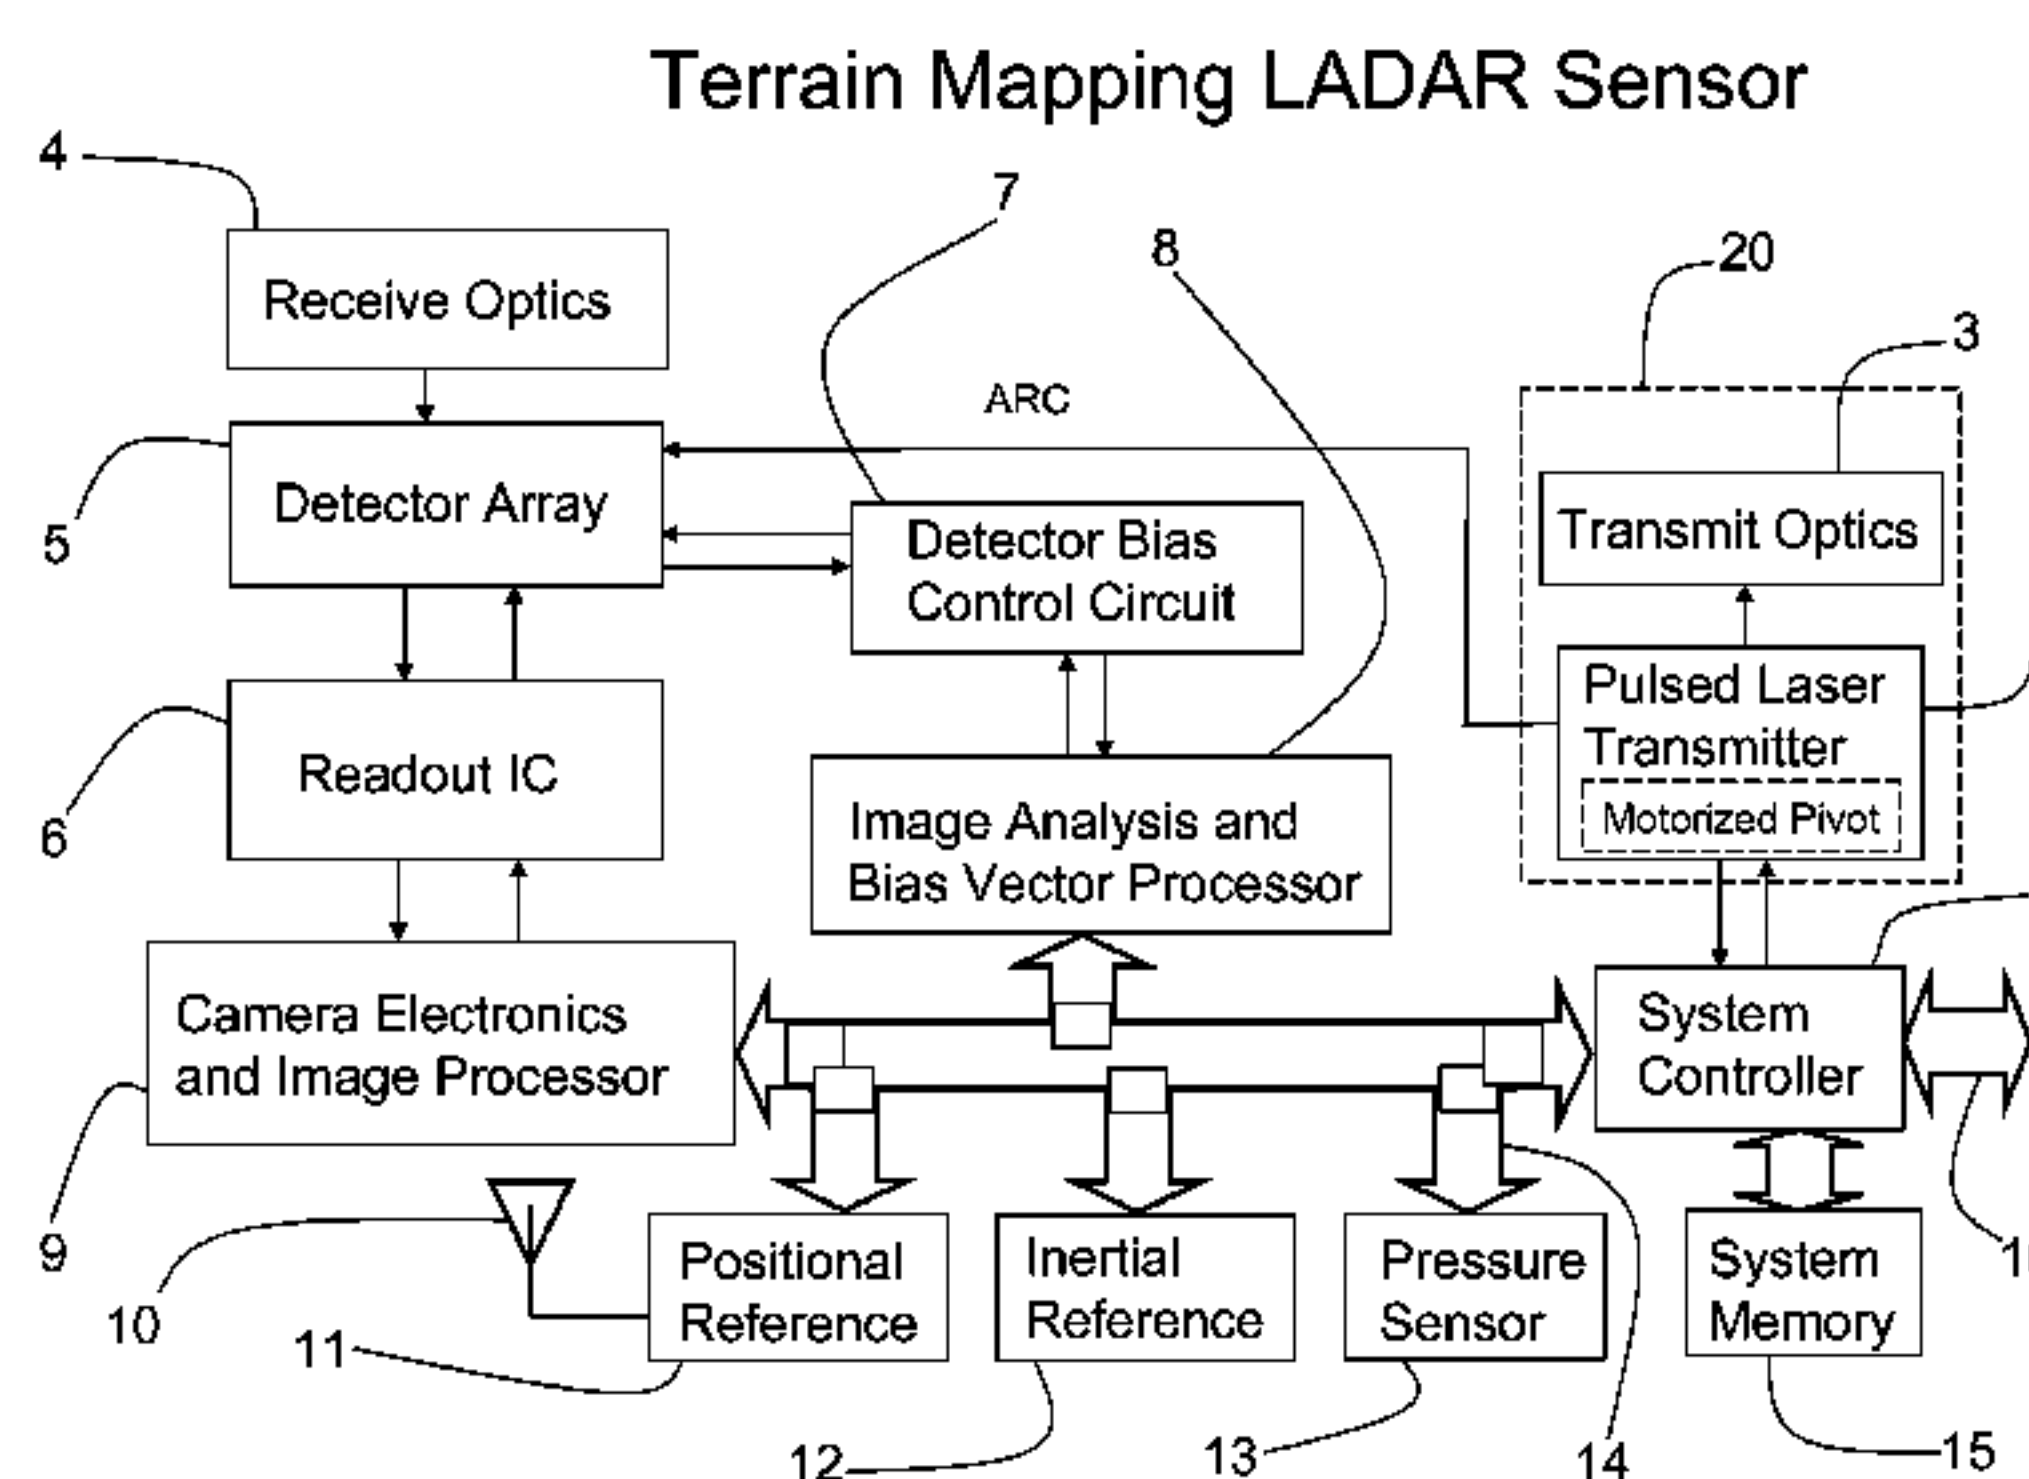 Terrain Mapping LADAR Sensor
4
7
8
20
3
Receive Optics
ARC
5
Detector Array
Detector Bias
Control Circuit
Transmit Optics
6
Readout IC
Image Analysis and
Bias Vector Processor
Pulsed Laser
Transmitter
Motorized Pivot
9
Camera Electronics
and Image Processor
System
Controller
10
11
Positional
Reference
Inertial
Reference
Pressure
Sensor
System
Memory
12
13
14
15